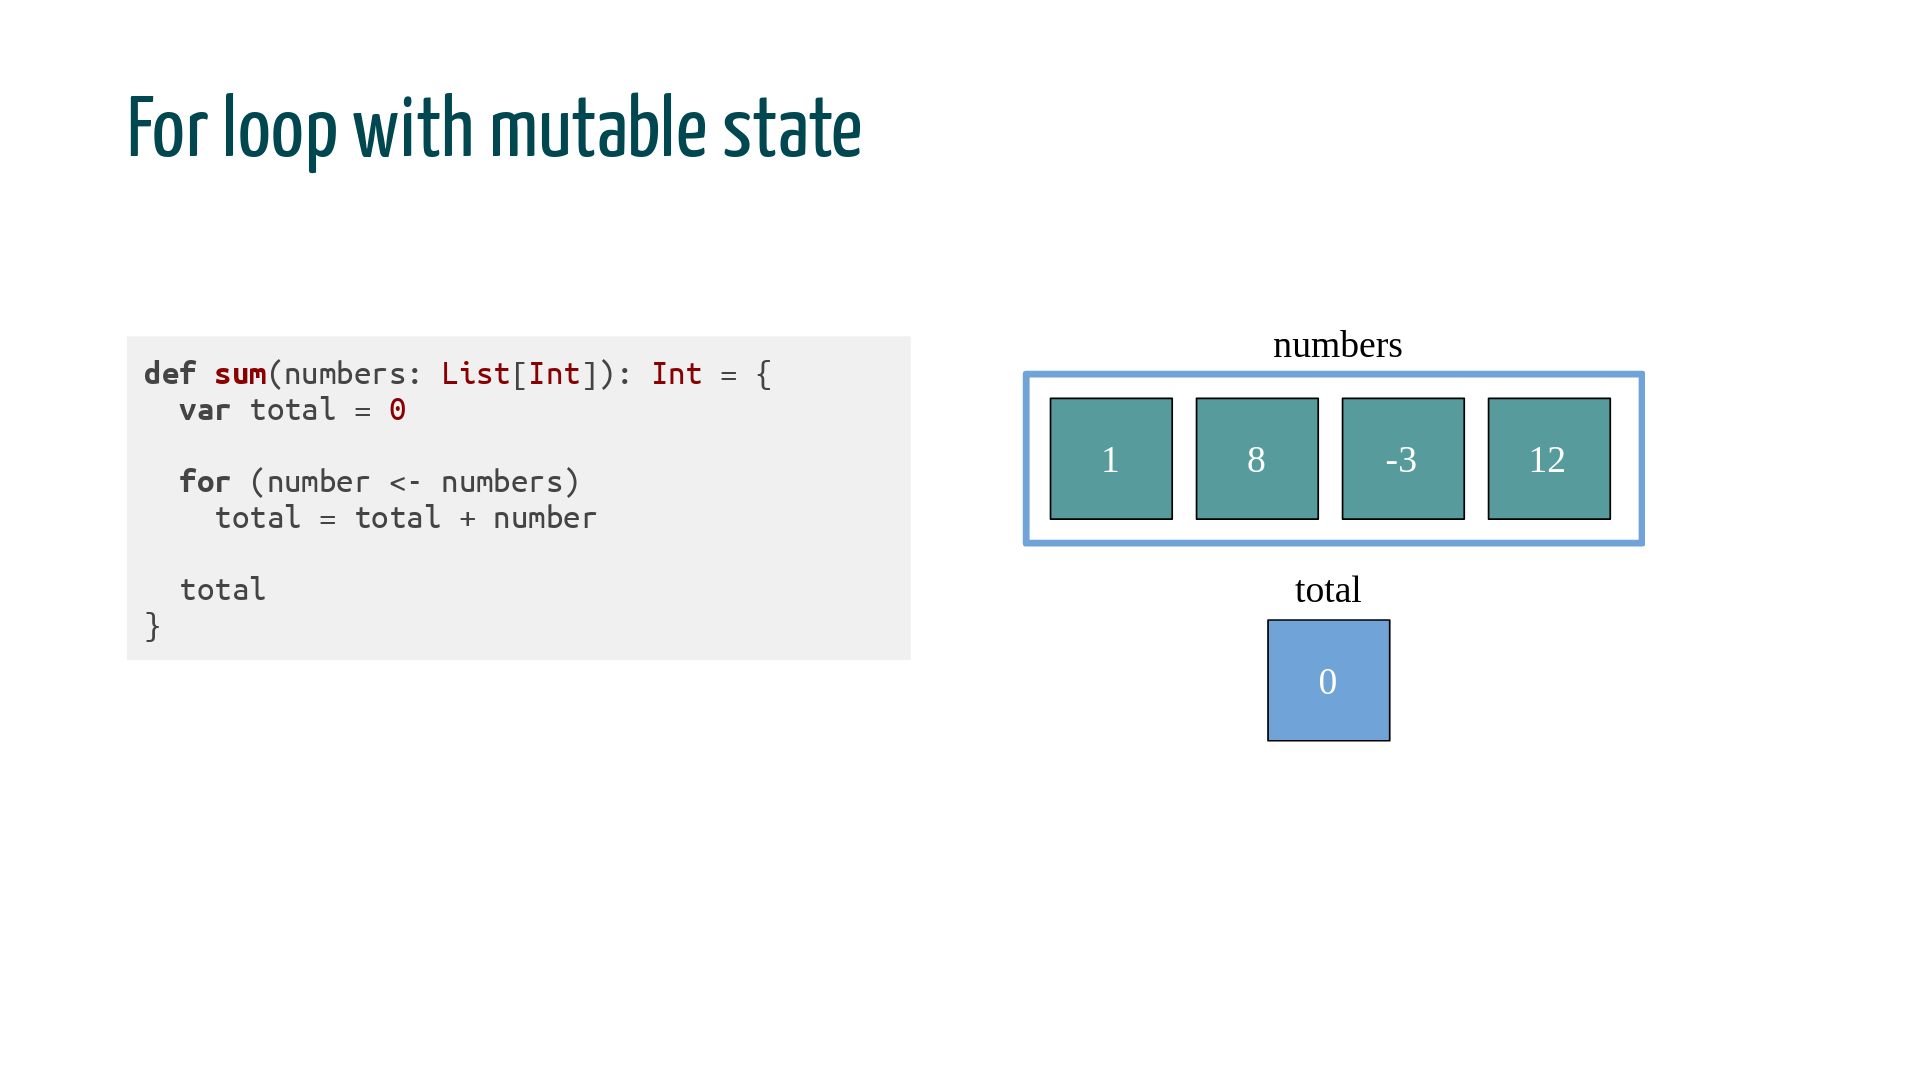 For loop with mutable state
def sum(numbers: List[Int]): Int = {
  var total = 0

  for (number <- numbers)
    total = total + number

  total
}
numbers
1 8 -3 12
total
0